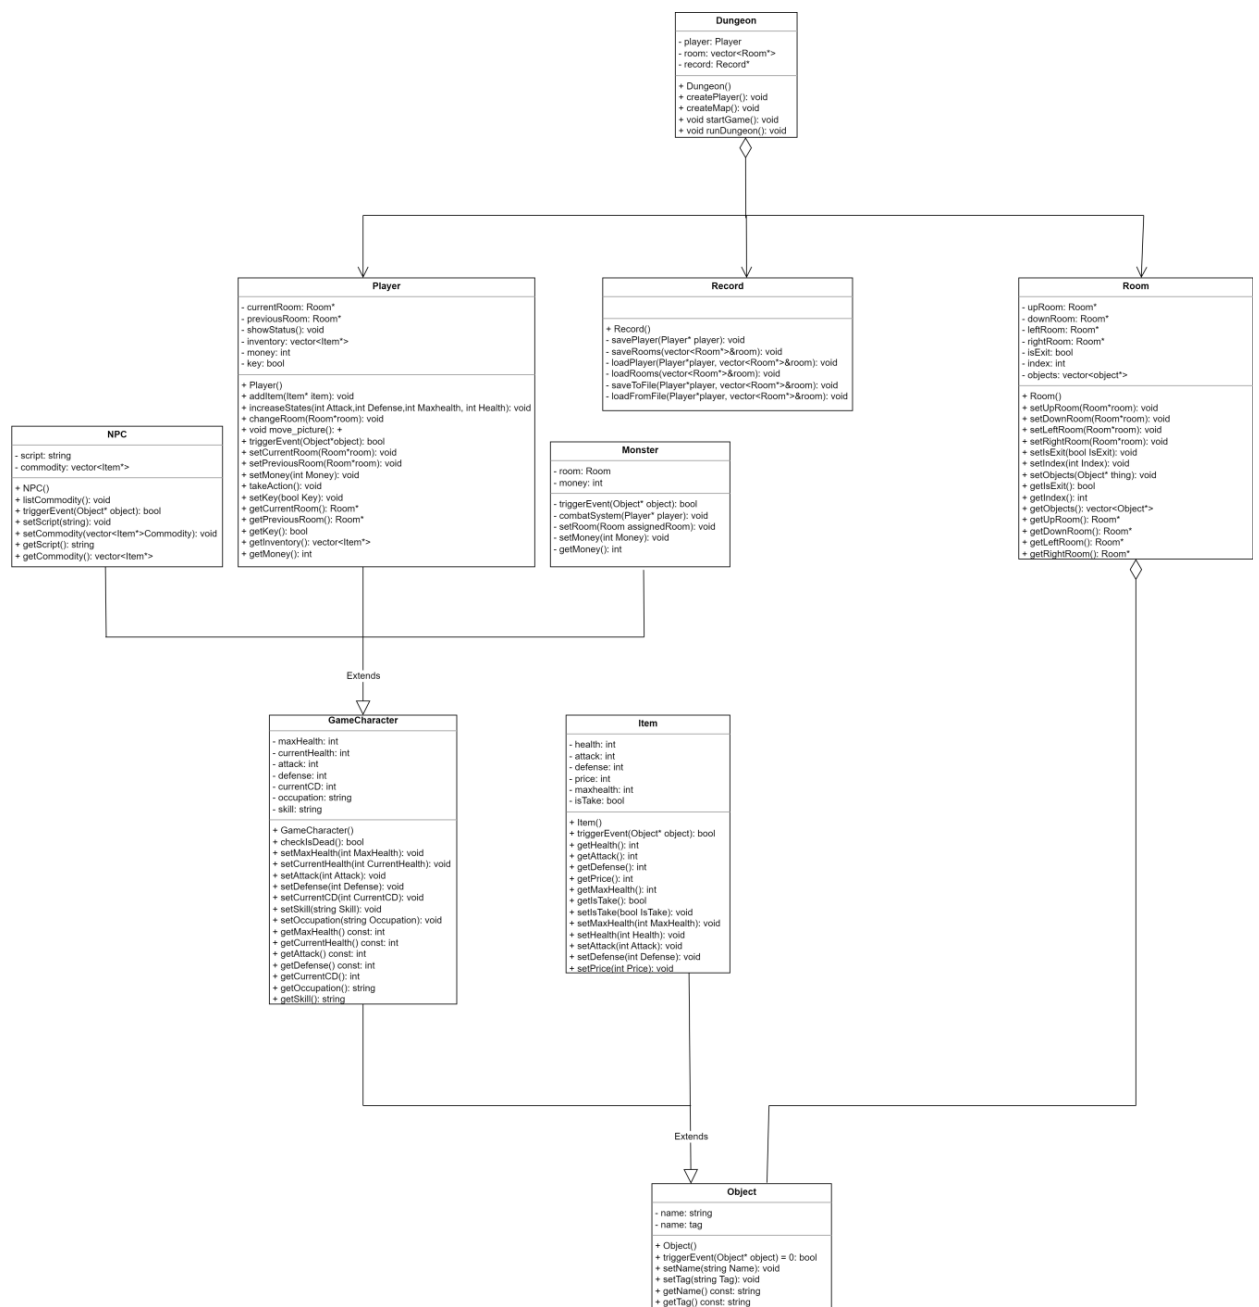 Dungeon
- player: Player
- room: vector<Room*>
- record: Record*
+ Dungeon()
+ createPlayer(): void
+ createMap(): void
+ void startGame(): void
+ void runDungeon(): void
Player
- currentRoom: Room*
- previousRoom: Room*
- showStatus(): void
- inventory: vector<Item*>
- money: int
- key: bool
+ Player()
+ addItem(Item* item): void
+ increaseStates(int Attack,int Defense,int Maxhealth, int Health): void
+ changeRoom(Room*room): void
+ void move_picture(): +
+ triggerEvent(Object*object): bool
+ setCurrentRoom(Room*room): void
+ setPreviousRoom(Room*room): void
+ setMoney(int Money): void
+ takeAction(): void
+ setKey(bool Key): void
+ getCurrentRoom(): Room*
+ getPreviousRoom(): Room*
+ getKey(): bool
+ getInventory(): vector<Item*>
+ getMoney(): int
Record
+ Record()
- savePlayer(Player* player): void
- saveRooms(vector<Room*>&room): void
- loadPlayer(Player*player, vector<Room*>&room): void
- loadRooms(vector<Room*>&room): void
- saveToFile(Player*player, vector<Room*>&room): void
- loadFromFile(Player*player, vector<Room*>&room): void
Room
- upRoom: Room*
- downRoom: Room*
- leftRoom: Room*
- rightRoom: Room*
- isExit: bool
- index: int
- objects: vector<object*>
+ Room()
+ setUpRoom(Room*room): void
+ setDownRoom(Room*room): void
+ setLeftRoom(Room*room): void
+ setRightRoom(Room*room): void
+ setIsExit(bool IsExit): void
+ setIndex(int Index): void
+ setObjects(Object* thing): void
+ getIsExit(): bool
+ getIndex(): int
+ getObjects(): vector<Object*>
+ getUpRoom(): Room*
+ getDownRoom(): Room*
+ getLeftRoom(): Room*
+ getRightRoom(): Room*
NPC
- script: string
- commodity: vector<Item*>
+ NPC()
+ listCommodity(): void
+ triggerEvent(Object* object): bool
+ setScript(string): void
+ setCommodity(vector<Item*>Commodity): void
+ getScript(): string
+ getCommodity(): vector<Item*>
Monster
- room: Room
- money: int
- triggerEvent(Object* object): bool
- combatSystem(Player* player): void
- setRoom(Room assignedRoom): void
- setMoney(int Money): void
- getMoney(): int
Extends
GameCharacter
- maxHealth: int
- currentHealth: int
- attack: int
- defense: int
- currentCD: int
- occupation: string
- skill: string
+ GameCharacter()
+ checkIsDead(): bool
+ setMaxHealth(int MaxHealth): void
+ setCurrentHealth(int CurrentHealth): void
+ setAttack(int Attack): void
+ setDefense(int Defense): void
+ setCurrentCD(int CurrentCD): void
+ setSkill(string Skill): void
+ setOccupation(string Occupation): void
+ getMaxHealth() const: int
+ getCurrentHealth() const: int
+ getAttack() const: int
+ getDefense() const: int
+ getCurrentCD(): int
+ getOccupation(): string
+ getSkill(): string
Item
- health: int
- attack: int
- defense: int
- price: int
- maxhealth: int
- isTake: bool
+ Item()
+ triggerEvent(Object* object): bool
+ getHealth(): int
+ getAttack(): int
+ getDefense(): int
+ getPrice(): int
+ getMaxHealth(): int
+ getIsTake(): bool
+ setIsTake(bool IsTake): void
+ setMaxHealth(int MaxHealth): void
+ setHealth(int Health): void
+ setAttack(int Attack): void
+ setDefense(int Defense): void
+ setPrice(int Price): void
Extends
Object
- name: string
- name: tag
+ Object()
+ triggerEvent(Object* object) = 0: bool
+ setName(string Name): void
+ setTag(string Tag): void
+ getName() const: string
+ getTag() const: string